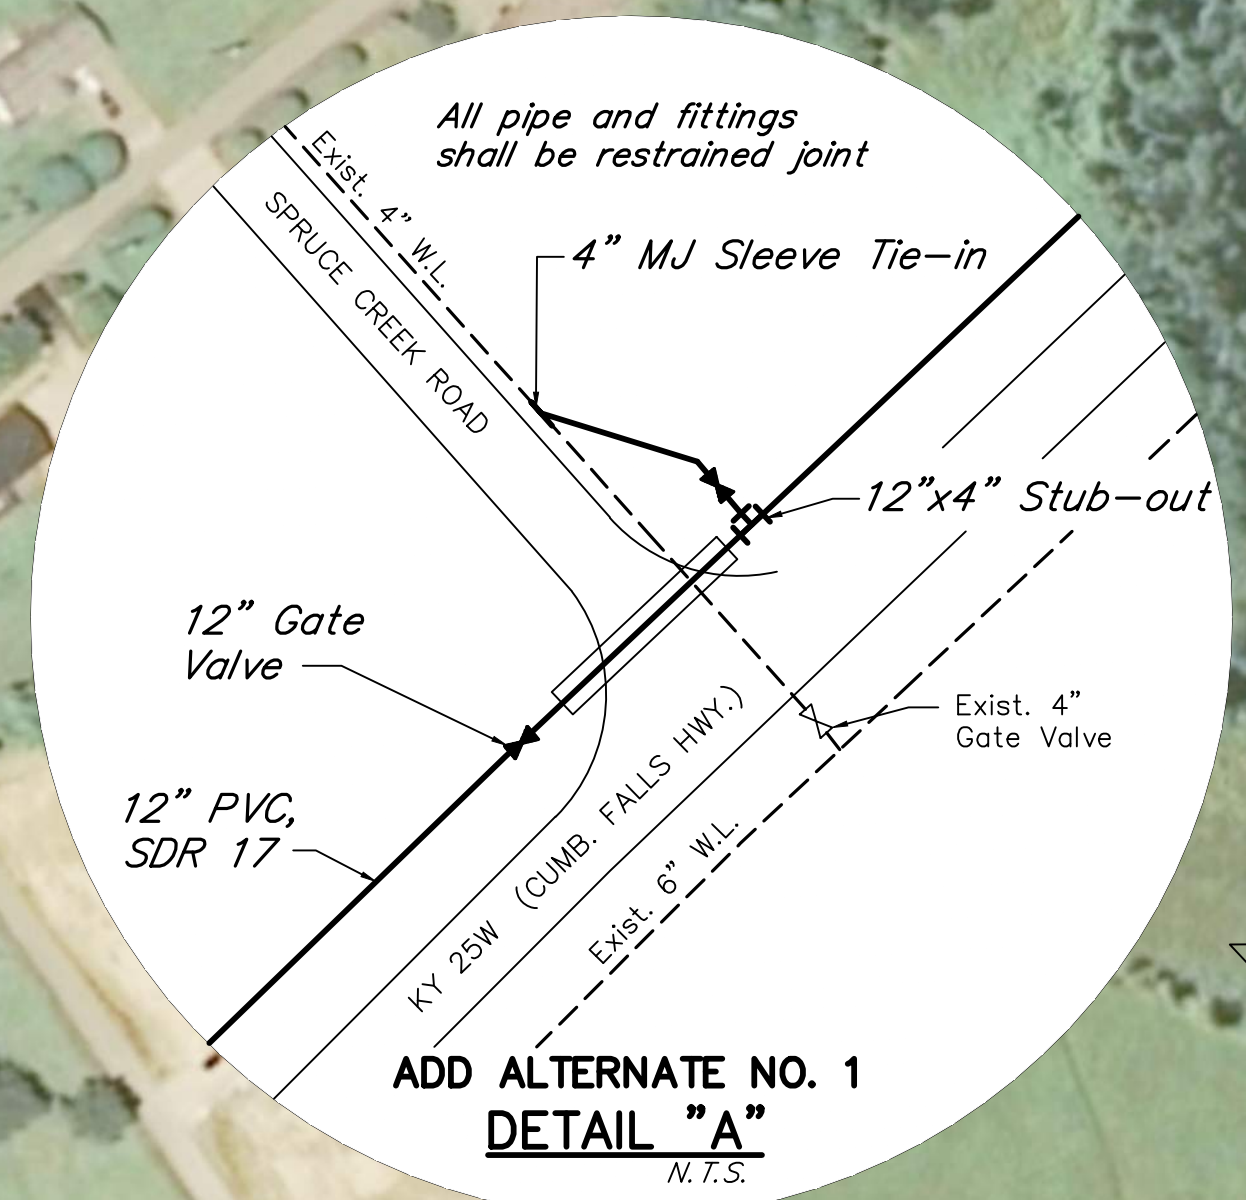 All pipe and fittings
shall be restrained joint
Exist. 4" W.L.
SPRUCE CREEK ROAD
4" MJ Sleeve Tie-in
12"x4" Stub-out
12" Gate
Valve
Exist. 4"
Gate Valve
12" PVC,
SDR 17
KY 25W (CUMB. FALLS HWY.)
Exist. 6" W.L.
ADD ALTERNATE NO. 1
DETAIL "A"
N.T.S.